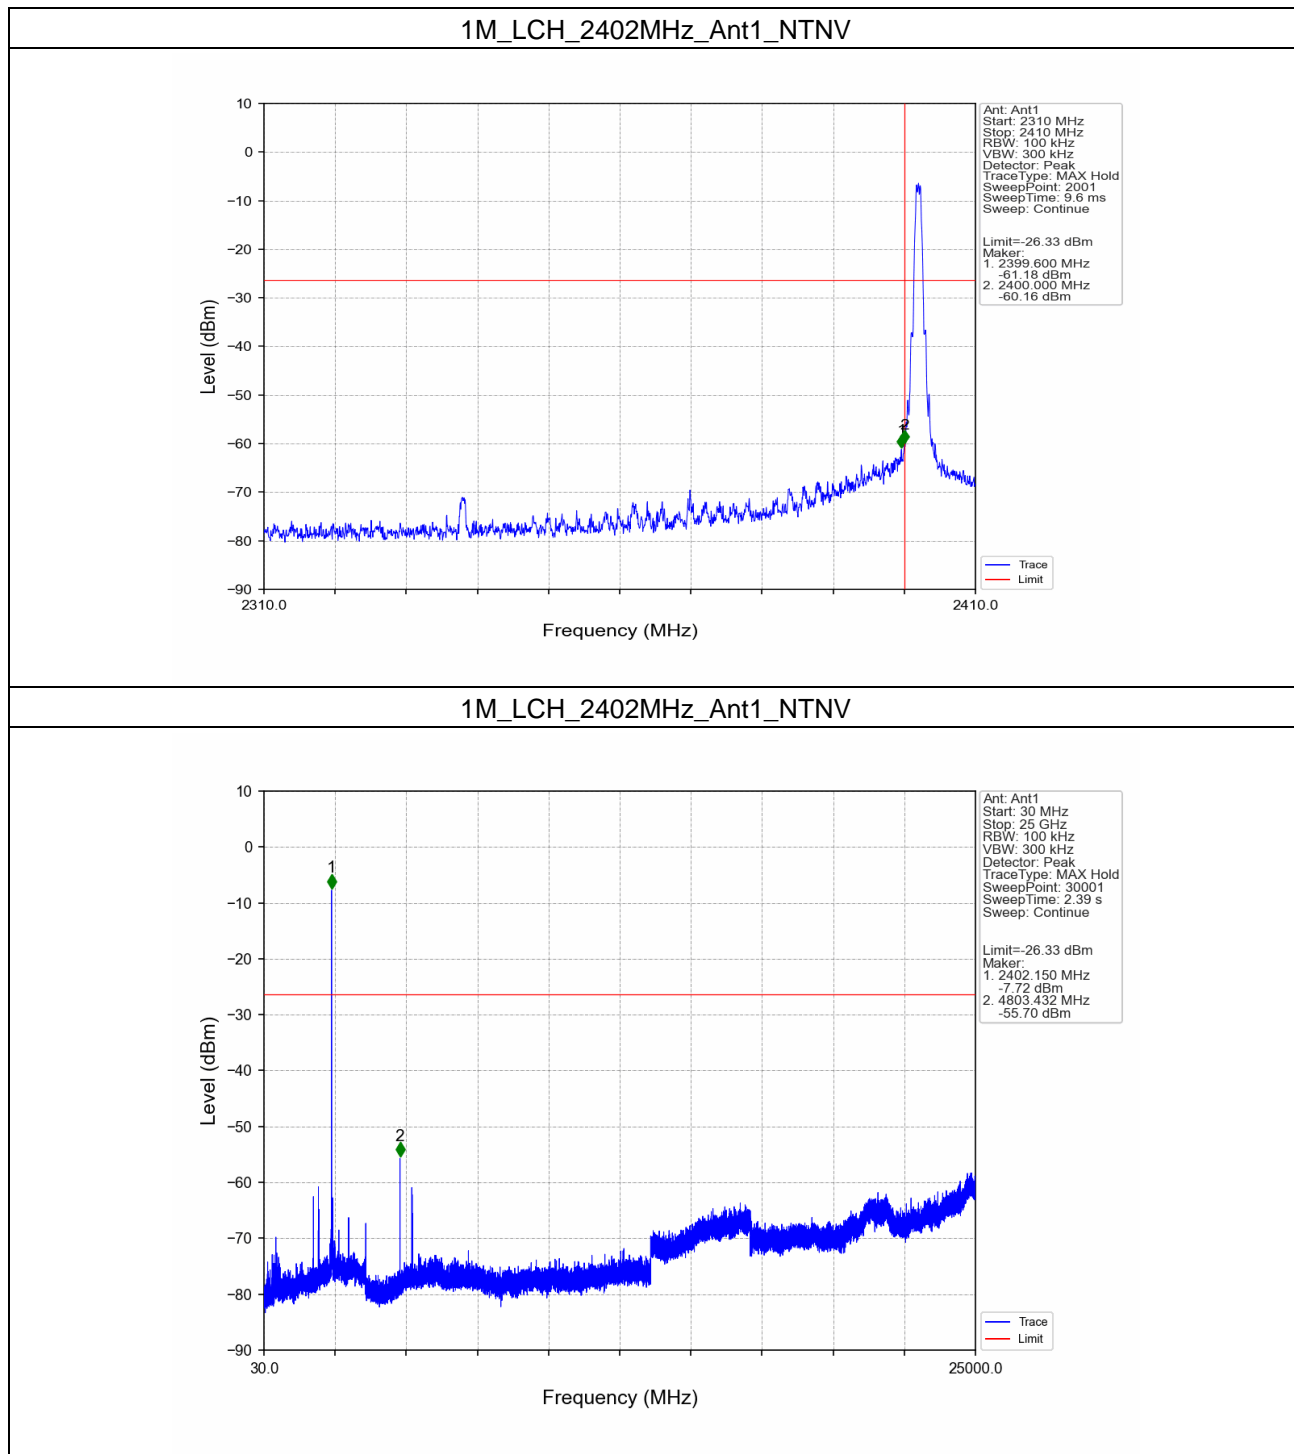 1M_LCH_2402MHz_Ant1_NTNV
10
0
−10
−20
−30
−40
−50
−60
−70
−80
−90
Level (dBm)
1
2
2310.0
2410.0
Frequency (MHz)
Ant: Ant1
Start: 2310 MHz
Stop: 2410 MHz
RBW: 100 kHz
VBW: 300 kHz
Detector: Peak
TraceType: MAX Hold
SweepPoint: 2001
SweepTime: 9.6 ms
Sweep: Continue
Limit=-26.33 dBm
Maker:
1. 2399.600 MHz
-61.18 dBm
2. 2400.000 MHz
-60.16 dBm
Trace
Limit
1M_LCH_2402MHz_Ant1_NTNV
10
0
−10
−20
−30
−40
−50
−60
−70
−80
−90
Level (dBm)
1
2
30.0
25000.0
Frequency (MHz)
Ant: Ant1
Start: 30 MHz
Stop: 25 GHz
RBW: 100 kHz
VBW: 300 kHz
Detector: Peak
TraceType: MAX Hold
SweepPoint: 30001
SweepTime: 2.39 s
Sweep: Continue
Limit=-26.33 dBm
Maker:
1. 2402.150 MHz
-7.72 dBm
2. 4803.432 MHz
-55.70 dBm
Trace
Limit